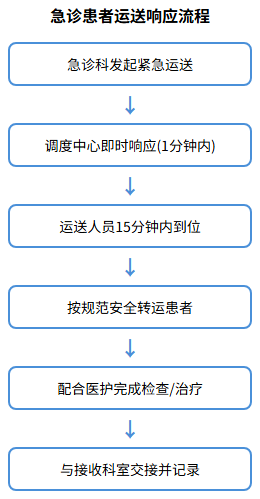 急诊患者运送响应流程
急诊科发起紧急运送
调度中心即时响应(1分钟内)
运送人员15分钟内到位
按规范安全转运患者
配合医护完成检查/治疗
与接收科室交接并记录